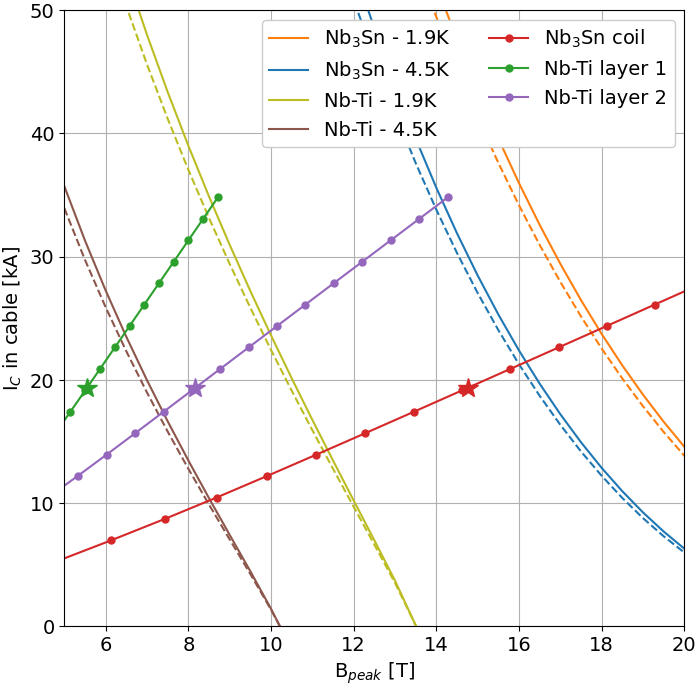 50
40
30
20
10
0
I_C in cable [kA]
Nb₃Sn - 1.9K
Nb₃Sn - 4.5K
Nb-Ti - 1.9K
Nb-Ti - 4.5K
Nb₃Sn coil
Nb-Ti layer 1
Nb-Ti layer 2
6 8 10 12 14 16 18 20
B_peak [T]